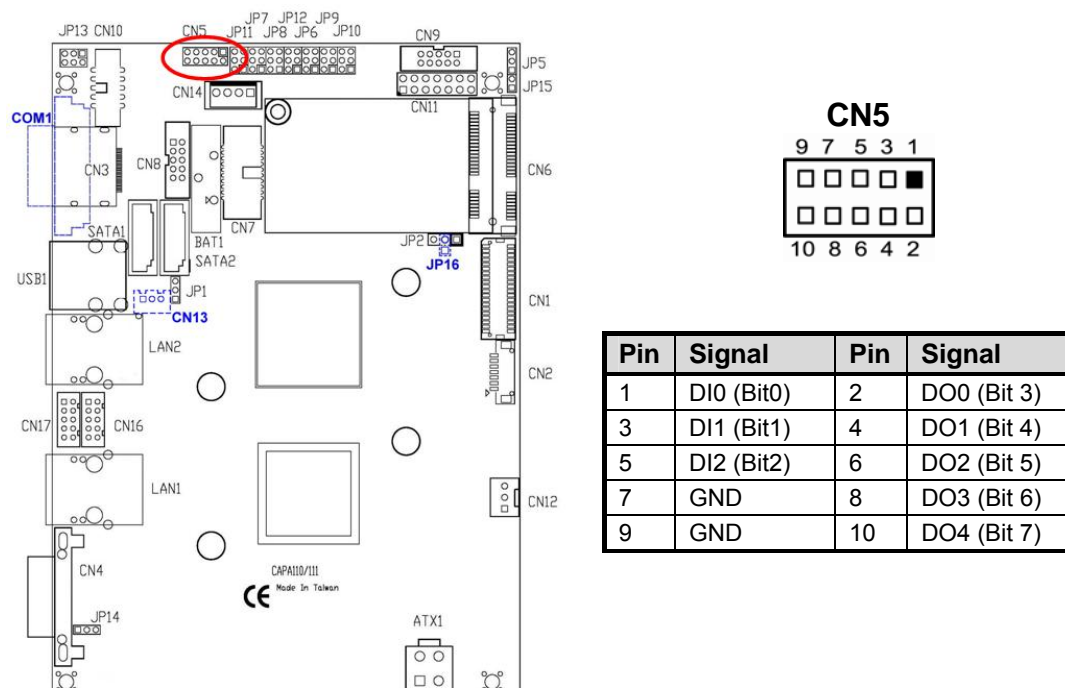 JP7 JP12 JP9
JP13 CN10 CN5 JP11 JP8 JP6 JP10 CN9
JP5
JP15
CN14
CN11
COM1
CN3
CN8
CN6
CN7
SATA1
BAT1
SATA2
JP2
JP16
USB1
JP1
CN1
CN13
LAN2
CN2
CN17
CN16
LAN1
CN12
CN4
CAPA110/111
CE Made In Taiwan
JP14
ATX1
CN5
9 7 5 3 1
10 8 6 4 2
Pin Signal Pin Signal
1 DI0 (Bit0) 2 DO0 (Bit 3)
3 DI1 (Bit1) 4 DO1 (Bit 4)
5 DI2 (Bit2) 6 DO2 (Bit 5)
7 GND 8 DO3 (Bit 6)
9 GND 10 DO4 (Bit 7)